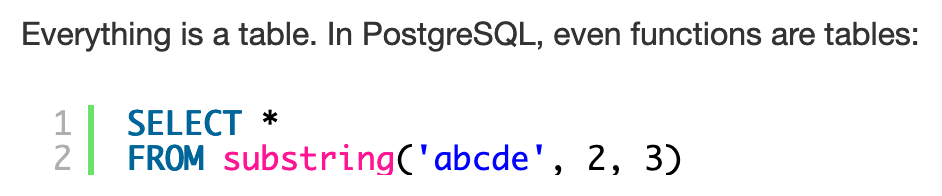 Everything is a table. In PostgreSQL, even functions are tables:
1 SELECT *
2 FROM substring('abcde', 2, 3)